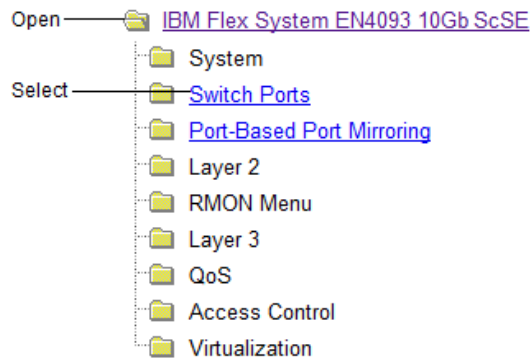 Open IBM Flex System EN4093 10Gb ScSE
System
Select Switch Ports
Port-Based Port Mirroring
Layer 2
RMON Menu
Layer 3
QoS
Access Control
Virtualization